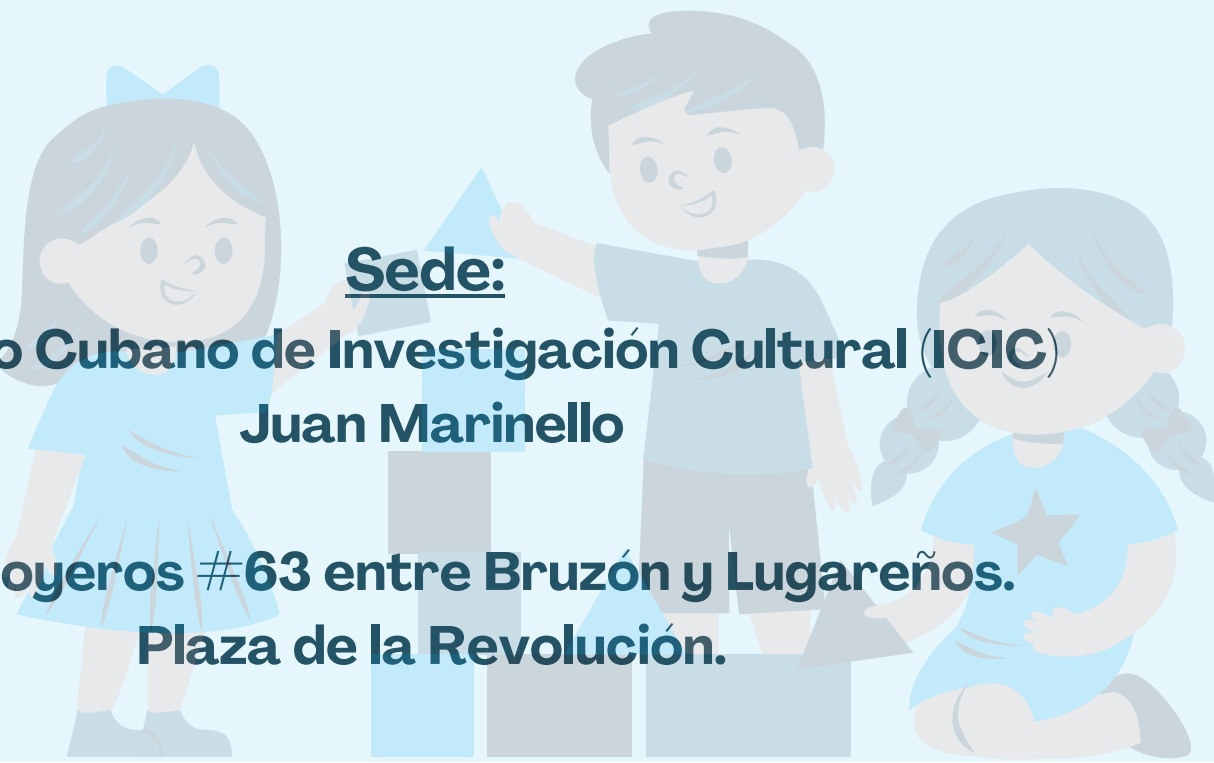 Sede:
o Cubano de Investigación Cultural (ICIC)
Juan Marinello
oyeros #63 entre Bruzón y Lugareños.
Plaza de la Revolución.